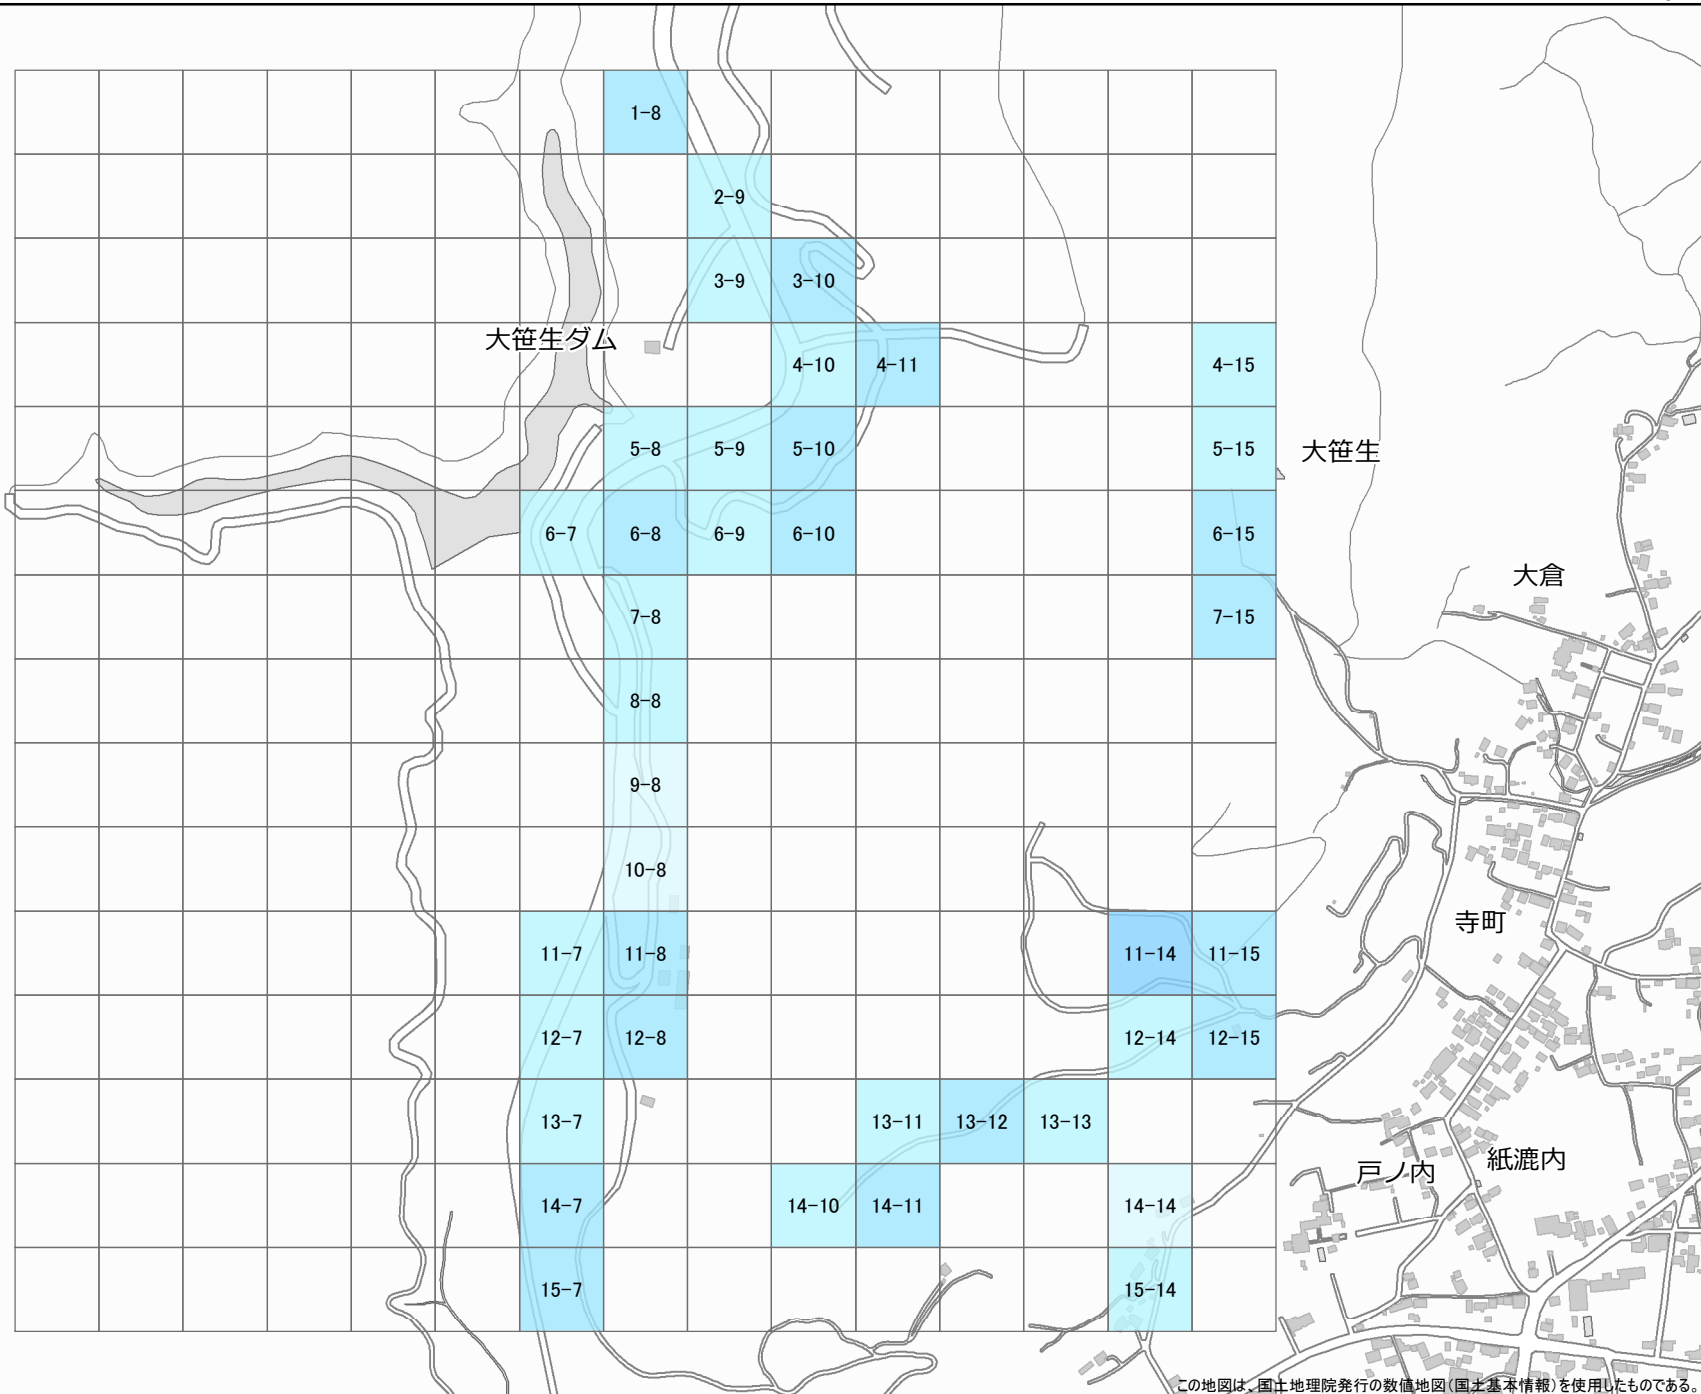 1-8
2-9
3-9 3-10
大笹生ダム
4-10 4-11 4-15
5-8 5-9 5-10 5-15
大笹生
6-7 6-8 6-9 6-10 6-15
大倉
7-8 7-15
8-8
9-8
10-8
寺町
11-7 11-8 11-14 11-15
12-7 12-8 12-14 12-15
13-7 13-11 13-12 13-13
戸ノ内 紙漉内
14-7 14-10 14-11 14-14
15-7 15-14
この地図は、国土地理院発行の数値地図(国土基本情報)を使用したものである。